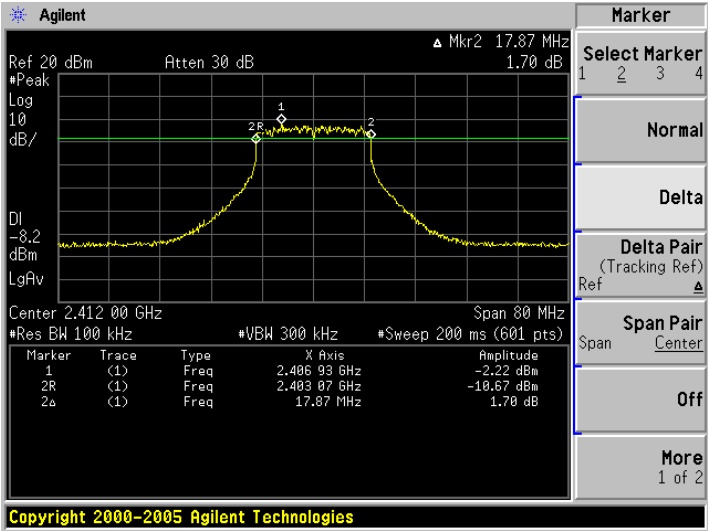 Agilent
Marker
Δ Mkr2 17.87 MHz
Ref 20 dBm Atten 30 dB 1.70 dB
#Peak
Log
10
dB/
1
2R
2
DI
-8.2
dBm
LgAv
Center 2.412 00 GHz Span 80 MHz
#Res BW 100 kHz #VBW 300 kHz #Sweep 200 ms (601 pts)
Marker Trace Type X Axis Amplitude
1 (1) Freq 2.406 93 GHz -2.22 dBm
2R (1) Freq 2.403 07 GHz -10.67 dBm
2Δ (1) Freq 17.87 MHz 1.70 dB
Select Marker
1 2 3 4
Normal
Delta
Delta Pair
(Tracking Ref)
Ref Δ
Span Pair
Span Center
Off
More
1 of 2
Copyright 2000-2005 Agilent Technologies